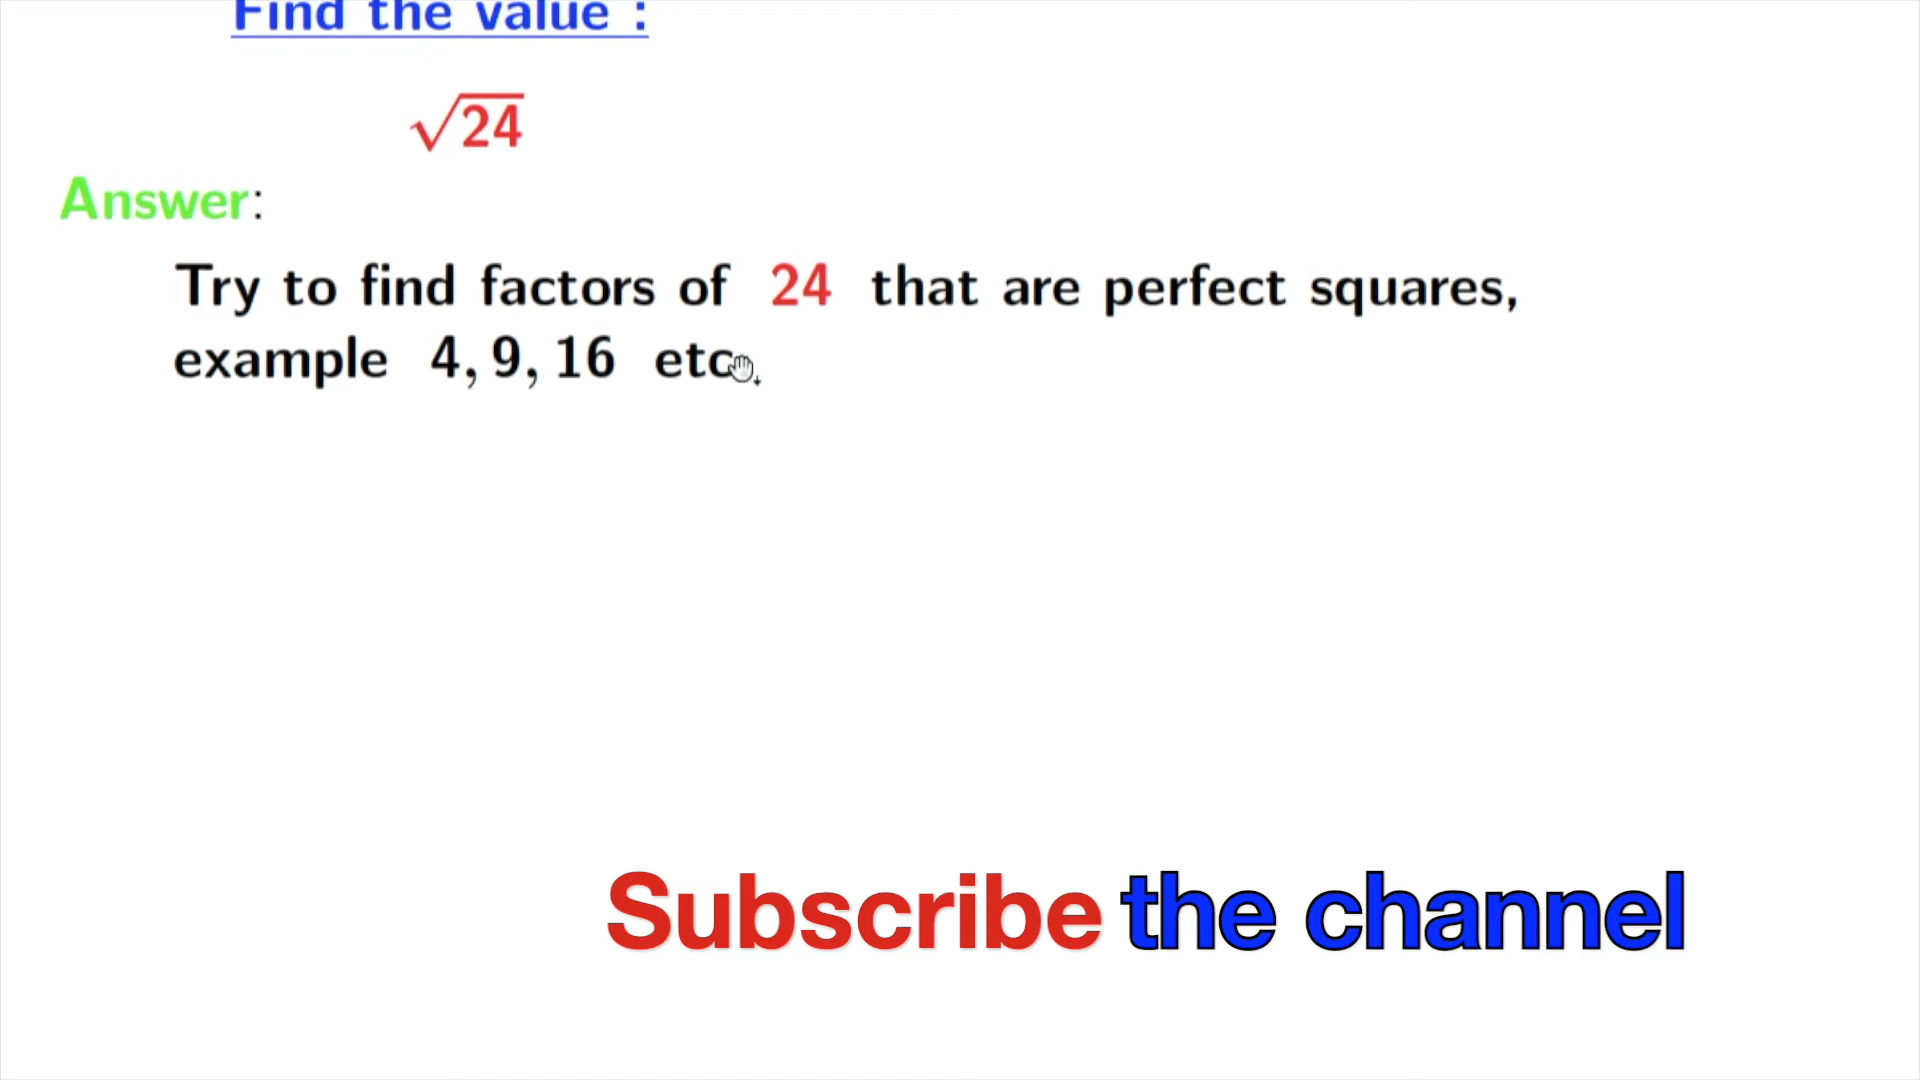 Find the value :
√24
Answer:
Try to find factors of 24 that are perfect squares,
example 4, 9, 16 etc.
Subscribe the channel